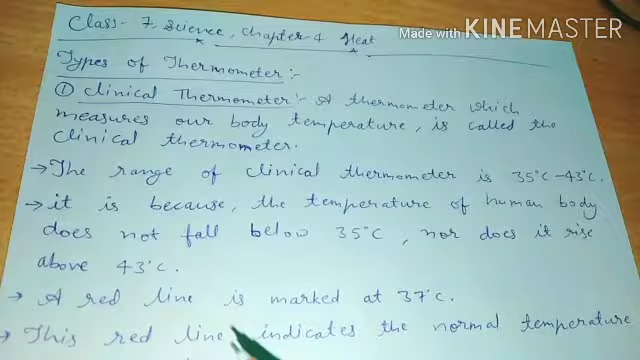 Made with KINEMASTER
Class - 7, Science, chapter-4 Heat
Types of Thermometer :-
① Clinical Thermometer :- A thermometer which
measures our body temperature, is called the
clinical thermometer.
→ The range of clinical thermometer is 35°C - 43°C.
→ it is because, the temperature of human body
does not fall below 35°C, nor does it rise
above 43°C.
→ A red line is marked at 37°C.
→ This red line indicates the normal temperature